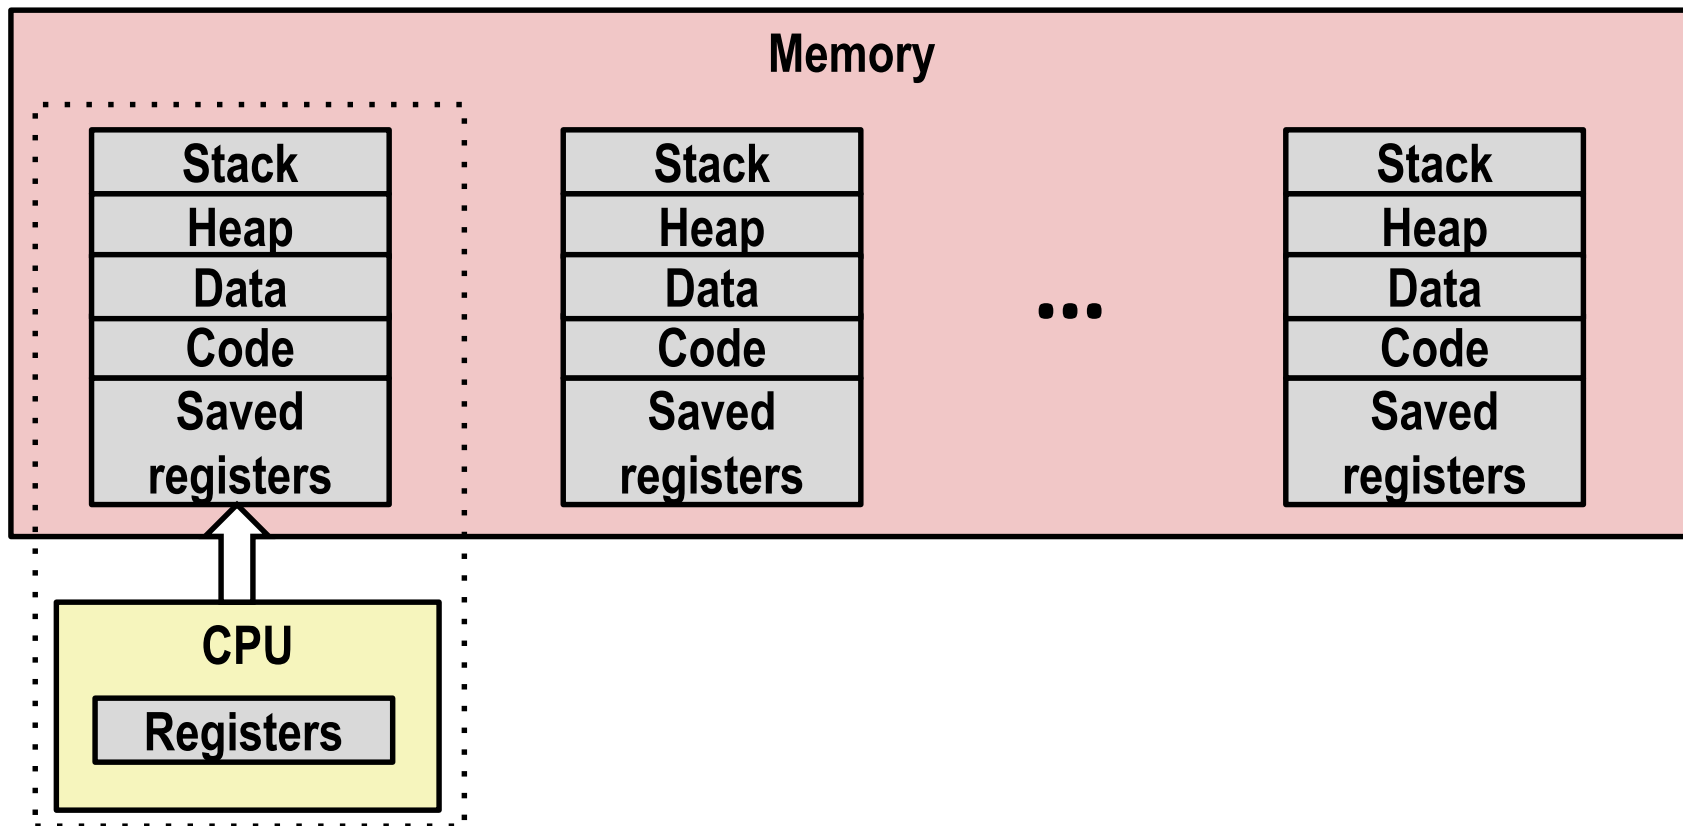 Memory
Stack
Heap
Data
Code
Saved
registers
Stack
Heap
Data
Code
Saved
registers
...
Stack
Heap
Data
Code
Saved
registers
CPU
Registers